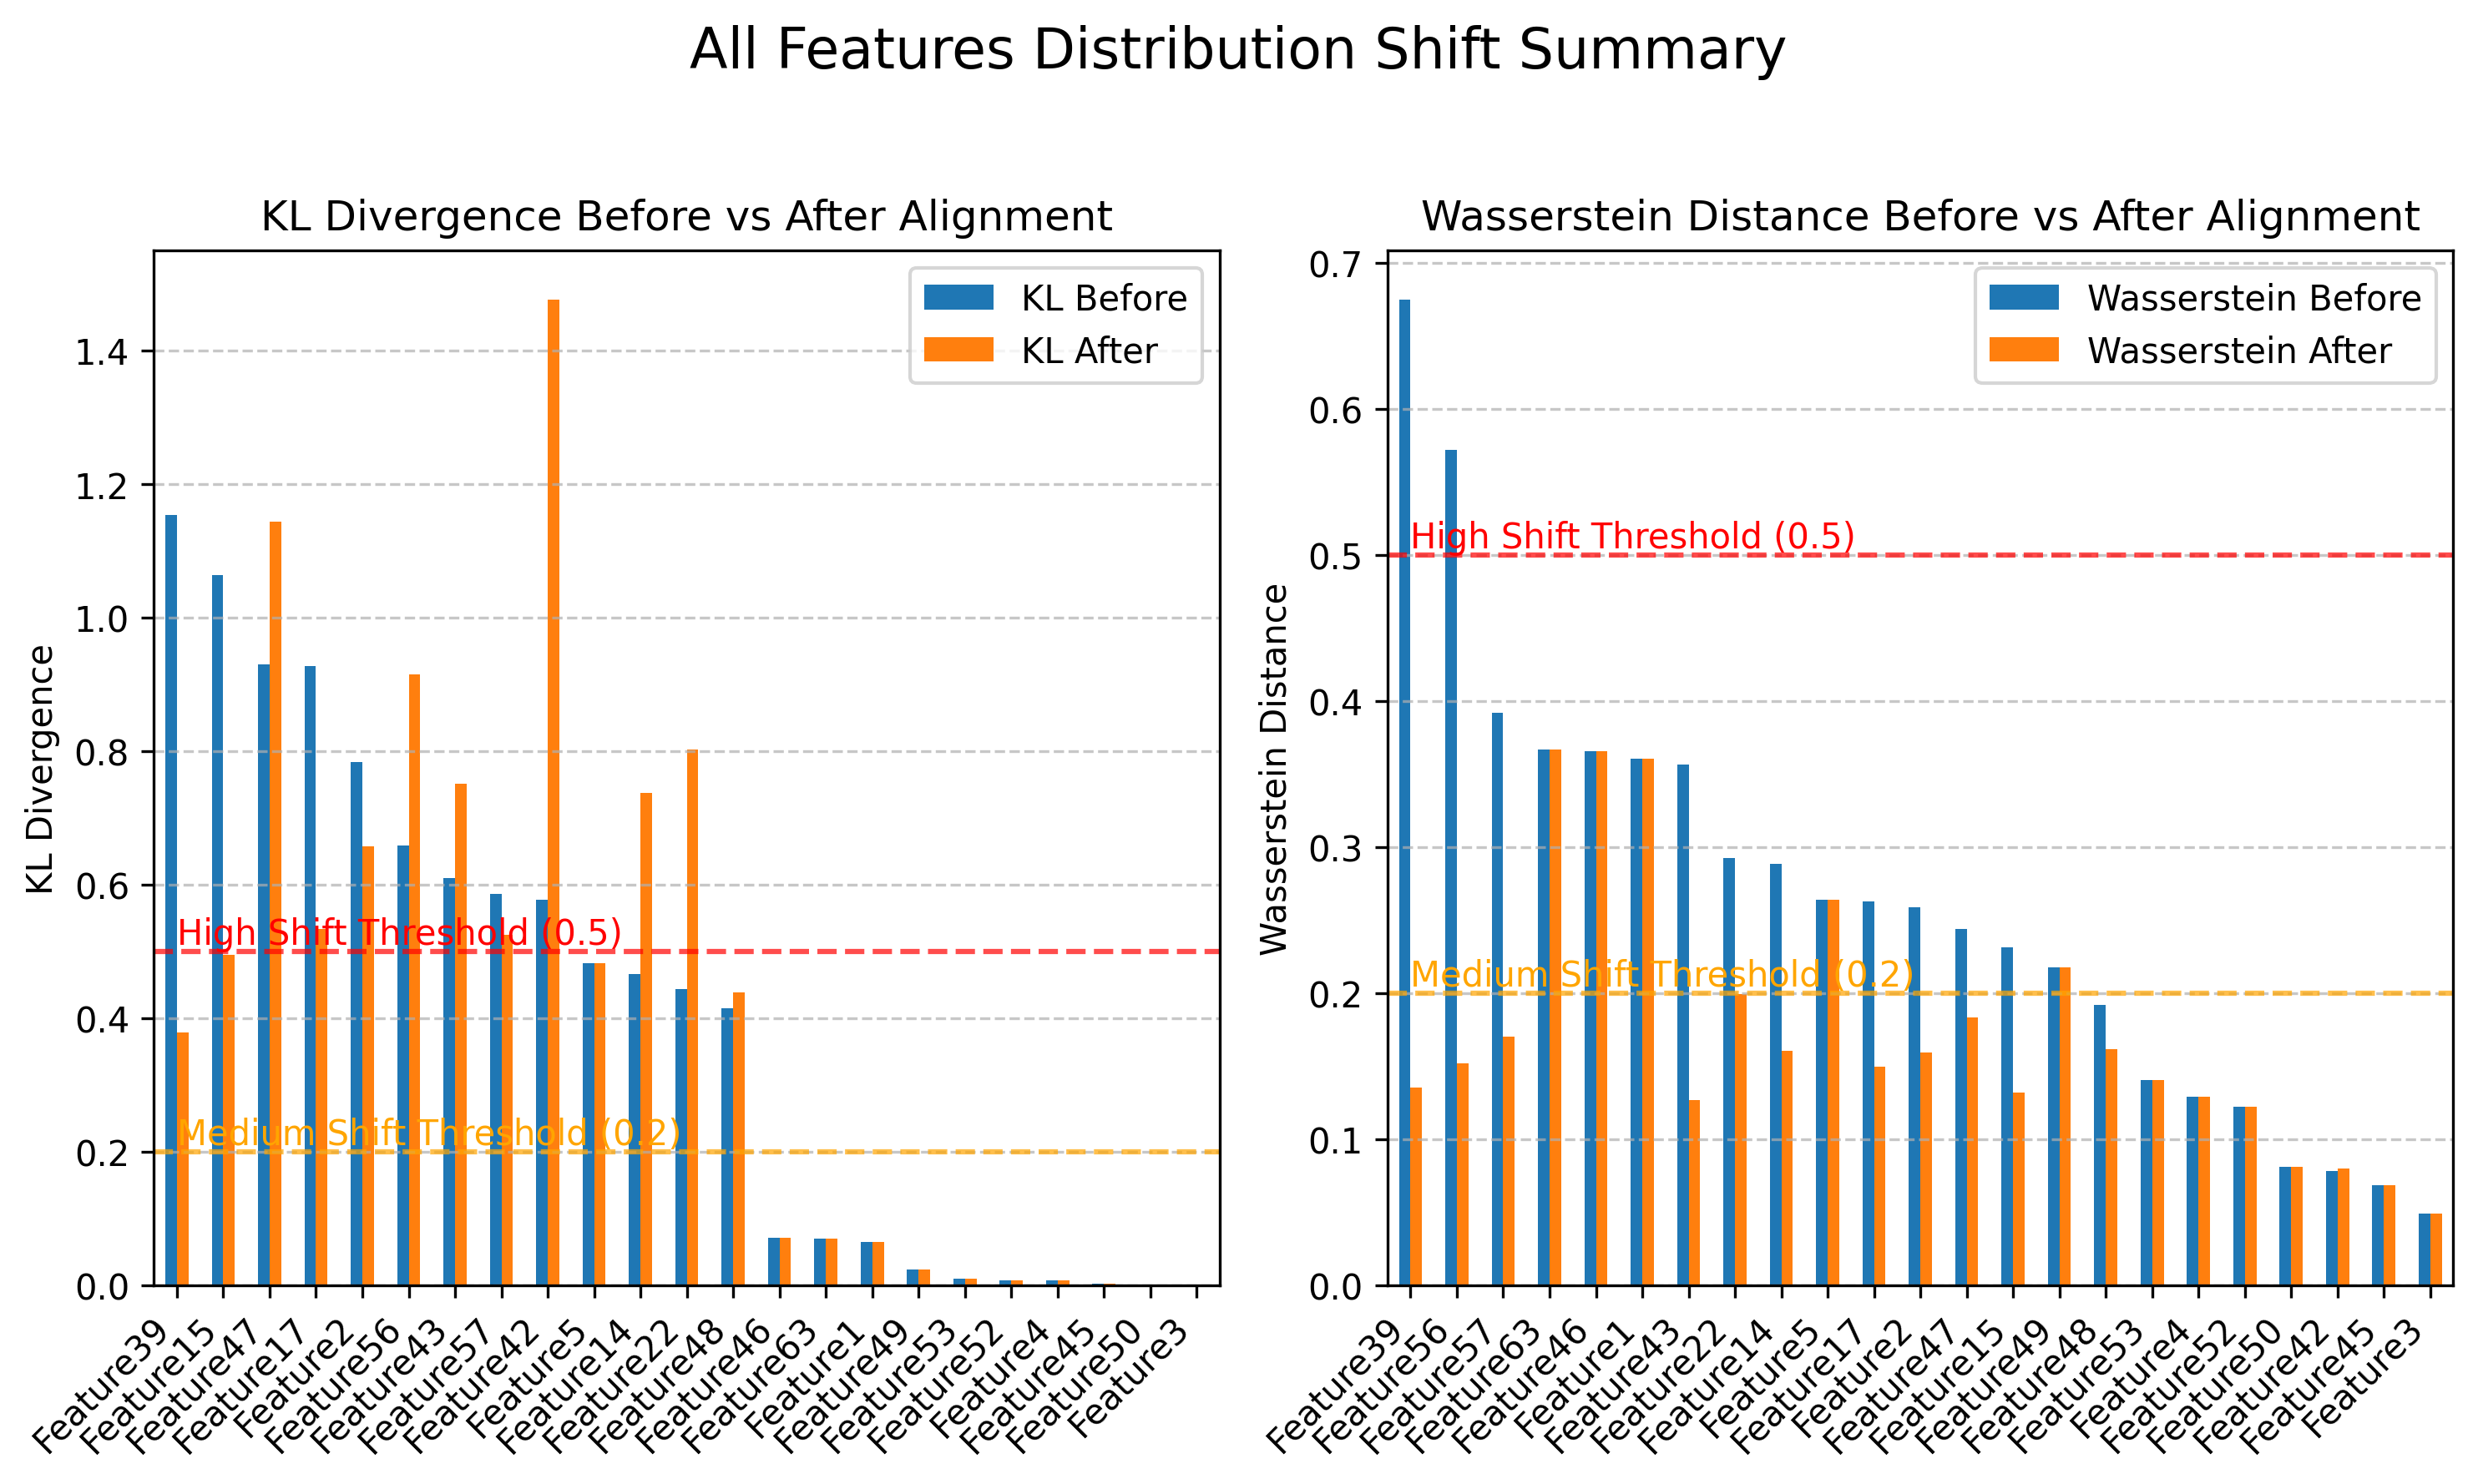 All Features Distribution Shift Summary
KL Divergence Before vs After Alignment
KL Divergence
1.4
1.2
1.0
0.8
0.6
0.4
0.2
0.0
KL Before
KL After
High Shift Threshold (0.5)
Medium Shift Threshold (0.2)
Feature39
Feature15
Feature47
Feature17
Feature2
Feature56
Feature43
Feature57
Feature42
Feature5
Feature14
Feature22
Feature48
Feature46
Feature63
Feature1
Feature49
Feature53
Feature52
Feature4
Feature45
Feature50
Feature3
Wasserstein Distance Before vs After Alignment
Wasserstein Distance
0.7
0.6
0.5
0.4
0.3
0.2
0.1
0.0
Wasserstein Before
Wasserstein After
High Shift Threshold (0.5)
Medium Shift Threshold (0.2)
Feature39
Feature56
Feature57
Feature63
Feature46
Feature1
Feature43
Feature22
Feature14
Feature5
Feature17
Feature2
Feature47
Feature15
Feature49
Feature48
Feature53
Feature4
Feature52
Feature50
Feature42
Feature45
Feature3